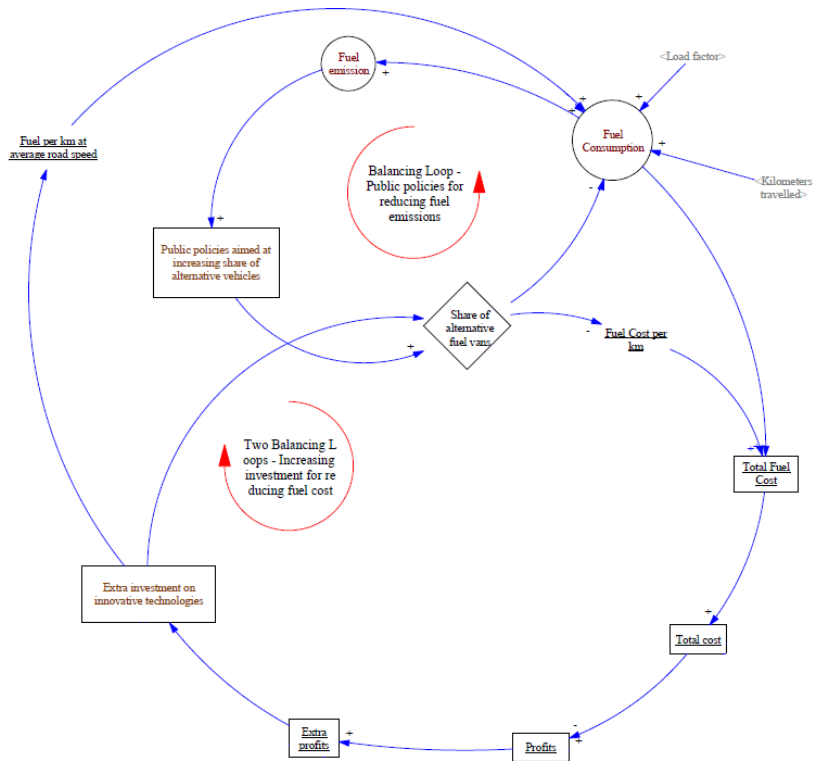 Fuel
emission
+
<Load factor>
+
+
+
Fuel
Consumption
+
<Kilometers
travelled>
-
Fuel per km at
average road speed
Balancing Loop -
Public policies for
reducing fuel
emissions
+
Public policies aimed at
increasing share of
alternative vehicles
Share of
alternative
fuel vans
+
-
Fuel Cost per
km
Two Balancing L
oops - Increasing
investment for re
ducing fuel cost
+
+
Total Fuel
Cost
Extra investment on
innovative technologies
+
Total cost
-
+
Extra
profits
+
Profits